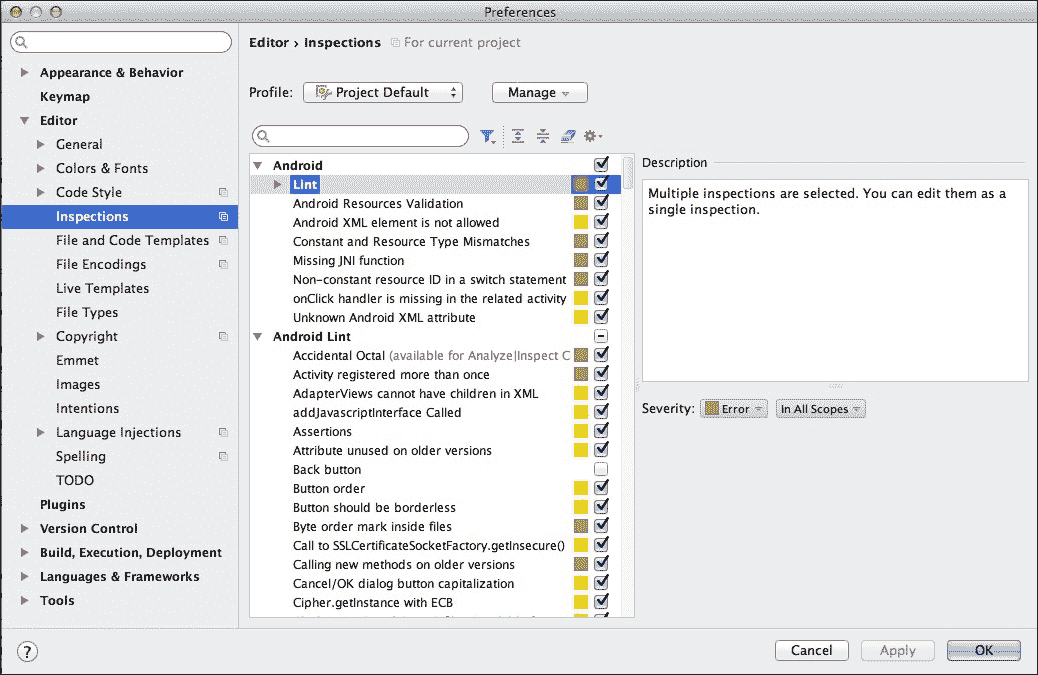 Preferences
Editor › Inspections For current project
Appearance & Behavior
Keymap
Editor
General
Colors & Fonts
Code Style
Inspections
File and Code Templates
File Encodings
Live Templates
File Types
Copyright
Emmet
Images
Intentions
Language Injections
Spelling
TODO
Plugins
Version Control
Build, Execution, Deployment
Languages & Frameworks
Tools
Profile: Project Default Manage
Android
Lint
Android Resources Validation
Android XML element is not allowed
Constant and Resource Type Mismatches
Missing JNI function
Non-constant resource ID in a switch statement
onClick handler is missing in the related activity
Unknown Android XML attribute
Android Lint
Accidental Octal (available for Analyze|Inspect C
Activity registered more than once
AdapterViews cannot have children in XML
addJavascriptInterface Called
Assertions
Attribute unused on older versions
Back button
Button order
Button should be borderless
Byte order mark inside files
Call to SSLCertificateSocketFactory.getInsecure()
Calling new methods on older versions
Cancel/OK dialog button capitalization
Cipher.getInstance with ECB
Description
Multiple inspections are selected. You can edit them as a
single inspection.
Severity: Error In All Scopes
?
Cancel
Apply
OK